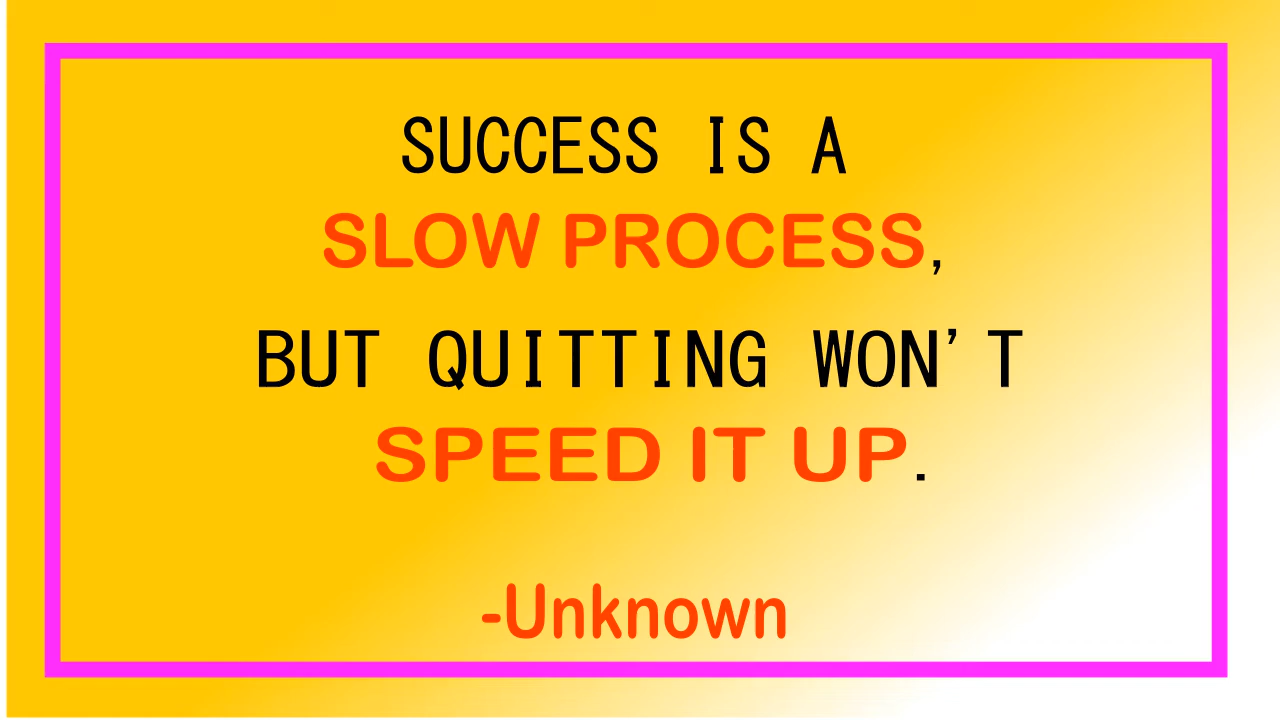 SUCCESS IS A
SLOW PROCESS,
BUT QUITTING WON'T
SPEED IT UP.
-Unknown